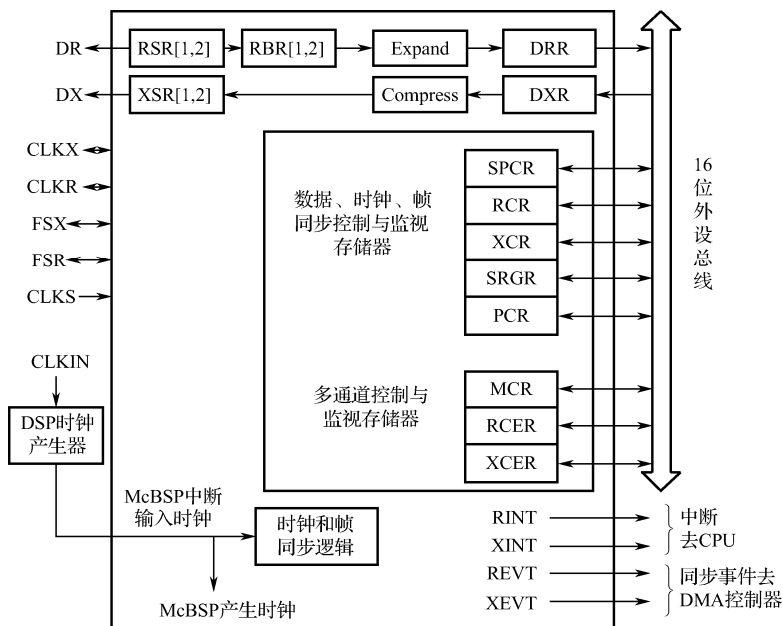 DR
RSR[1,2]
RBR[1,2]
Expand
DRR
DX
XSR[1,2]
Compress
DXR
CLKX
CLKR
FSX
FSR
CLKS
数据、时钟、帧
同步控制与监视
存储器
SPCR
RCR
XCR
SRGR
PCR
16
位
外
设
总
线
多通道控制与
监视存储器
MCR
RCER
XCER
CLKIN
DSP时钟
产生器
McBSP中断
输入时钟
时钟和帧
同步逻辑
McBSP产生时钟
RINT
XINT
中断
去CPU
REVT
XEVT
同步事件去
DMA控制器